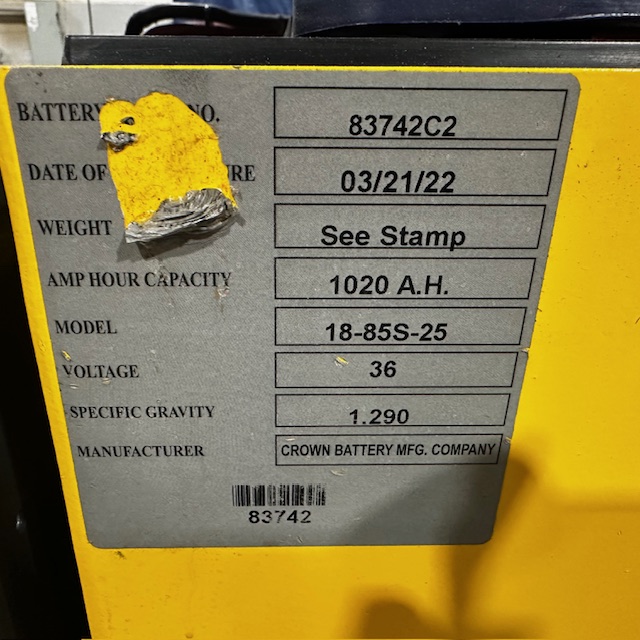 BATTERY NO. 83742C2
DATE OF URE 03/21/22
WEIGHT See Stamp
AMP HOUR CAPACITY 1020 A.H.
MODEL 18-85S-25
VOLTAGE 36
SPECIFIC GRAVITY 1.290
MANUFACTURER CROWN BATTERY MFG. COMPANY
83742